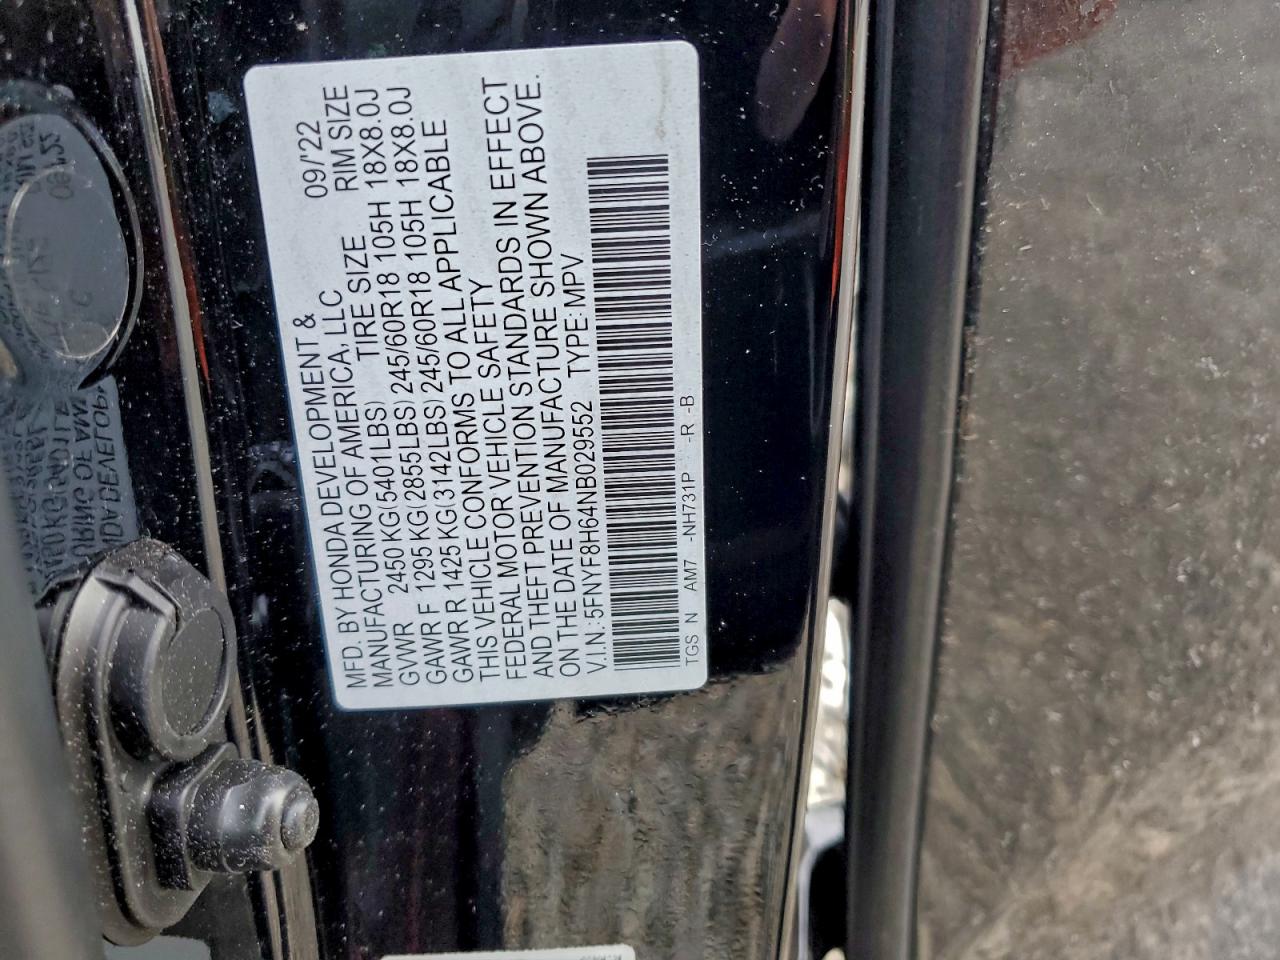 MFD. BY HONDA DEVELOPMENT &
MANUFACTURING OF AMERICA, LLC 09/'22
GVWR 2450 KG(5401LBS) TIRE SIZE RIM SIZE
GAWR F 1295 KG(2855LBS) 245/60R18 105H 18X8.0J
GAWR R 1425 KG(3142LBS) 245/60R18 105H 18X8.0J
THIS VEHICLE CONFORMS TO ALL APPLICABLE
FEDERAL MOTOR VEHICLE SAFETY
AND THEFT PREVENTION STANDARDS IN EFFECT
ON THE DATE OF MANUFACTURE SHOWN ABOVE.
V.I.N.: 5FNYF8H64NB029552 TYPE: MPV
TGS N AM7 -NH731P -R -B